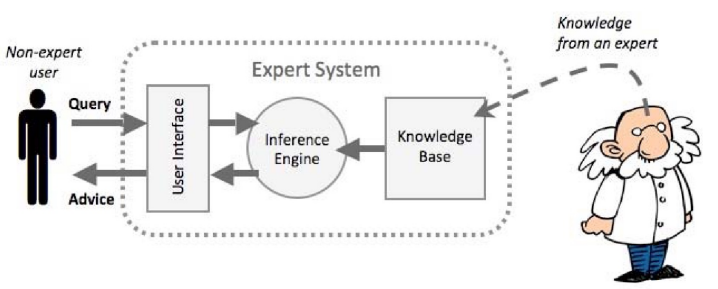 Non-expert
user
Query
Advice
Expert System
User Interface
Inference
Engine
Knowledge
Base
Knowledge
from an expert